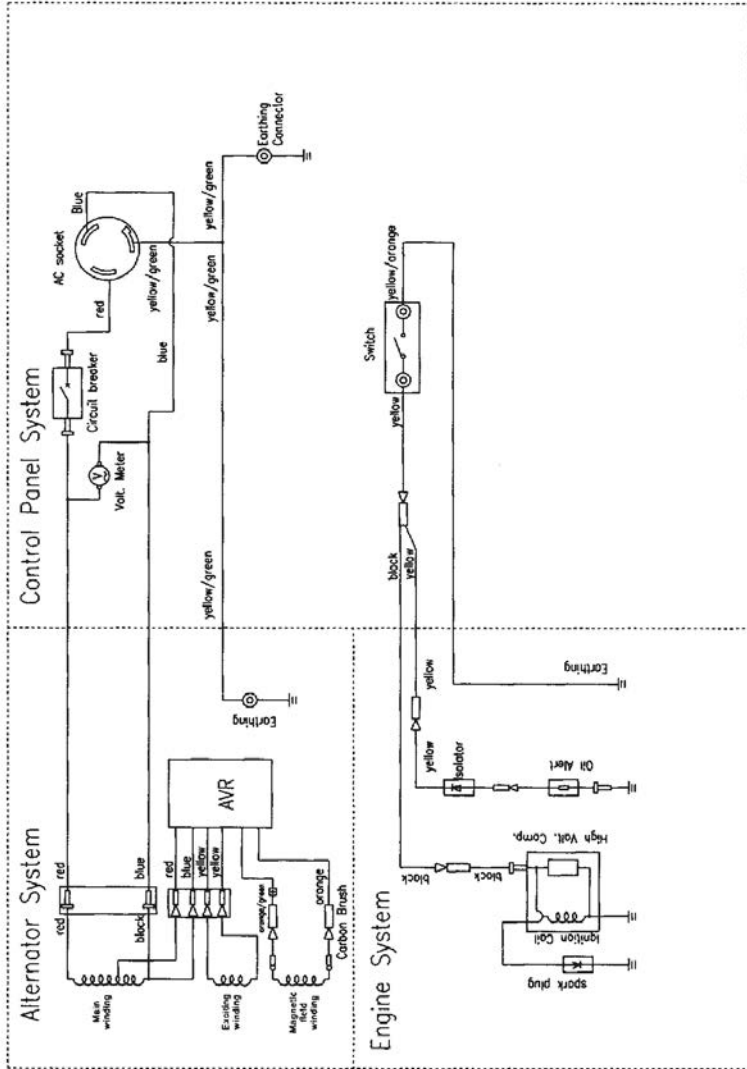 Control Panel System
AC socket
Blue
red
Circuit breaker
Volt. Meter
yellow/green
blue
yellow/green
yellow/green
Earthing
Connector
yellow/green
Alternator System
red
red
blue
black
Main
winding
red
blue
yellow
yellow
AVR
Exciting
winding
orange/green
orange
Carbon Brush
Magnetic
field
winding
Earthing
Switch
yellow
yellow/orange
black
yellow
Engine System
yellow
yellow
Isolator
Oil Alert
Earthing
black
black
High Volt. Comp.
Ignition Coil
spark plug